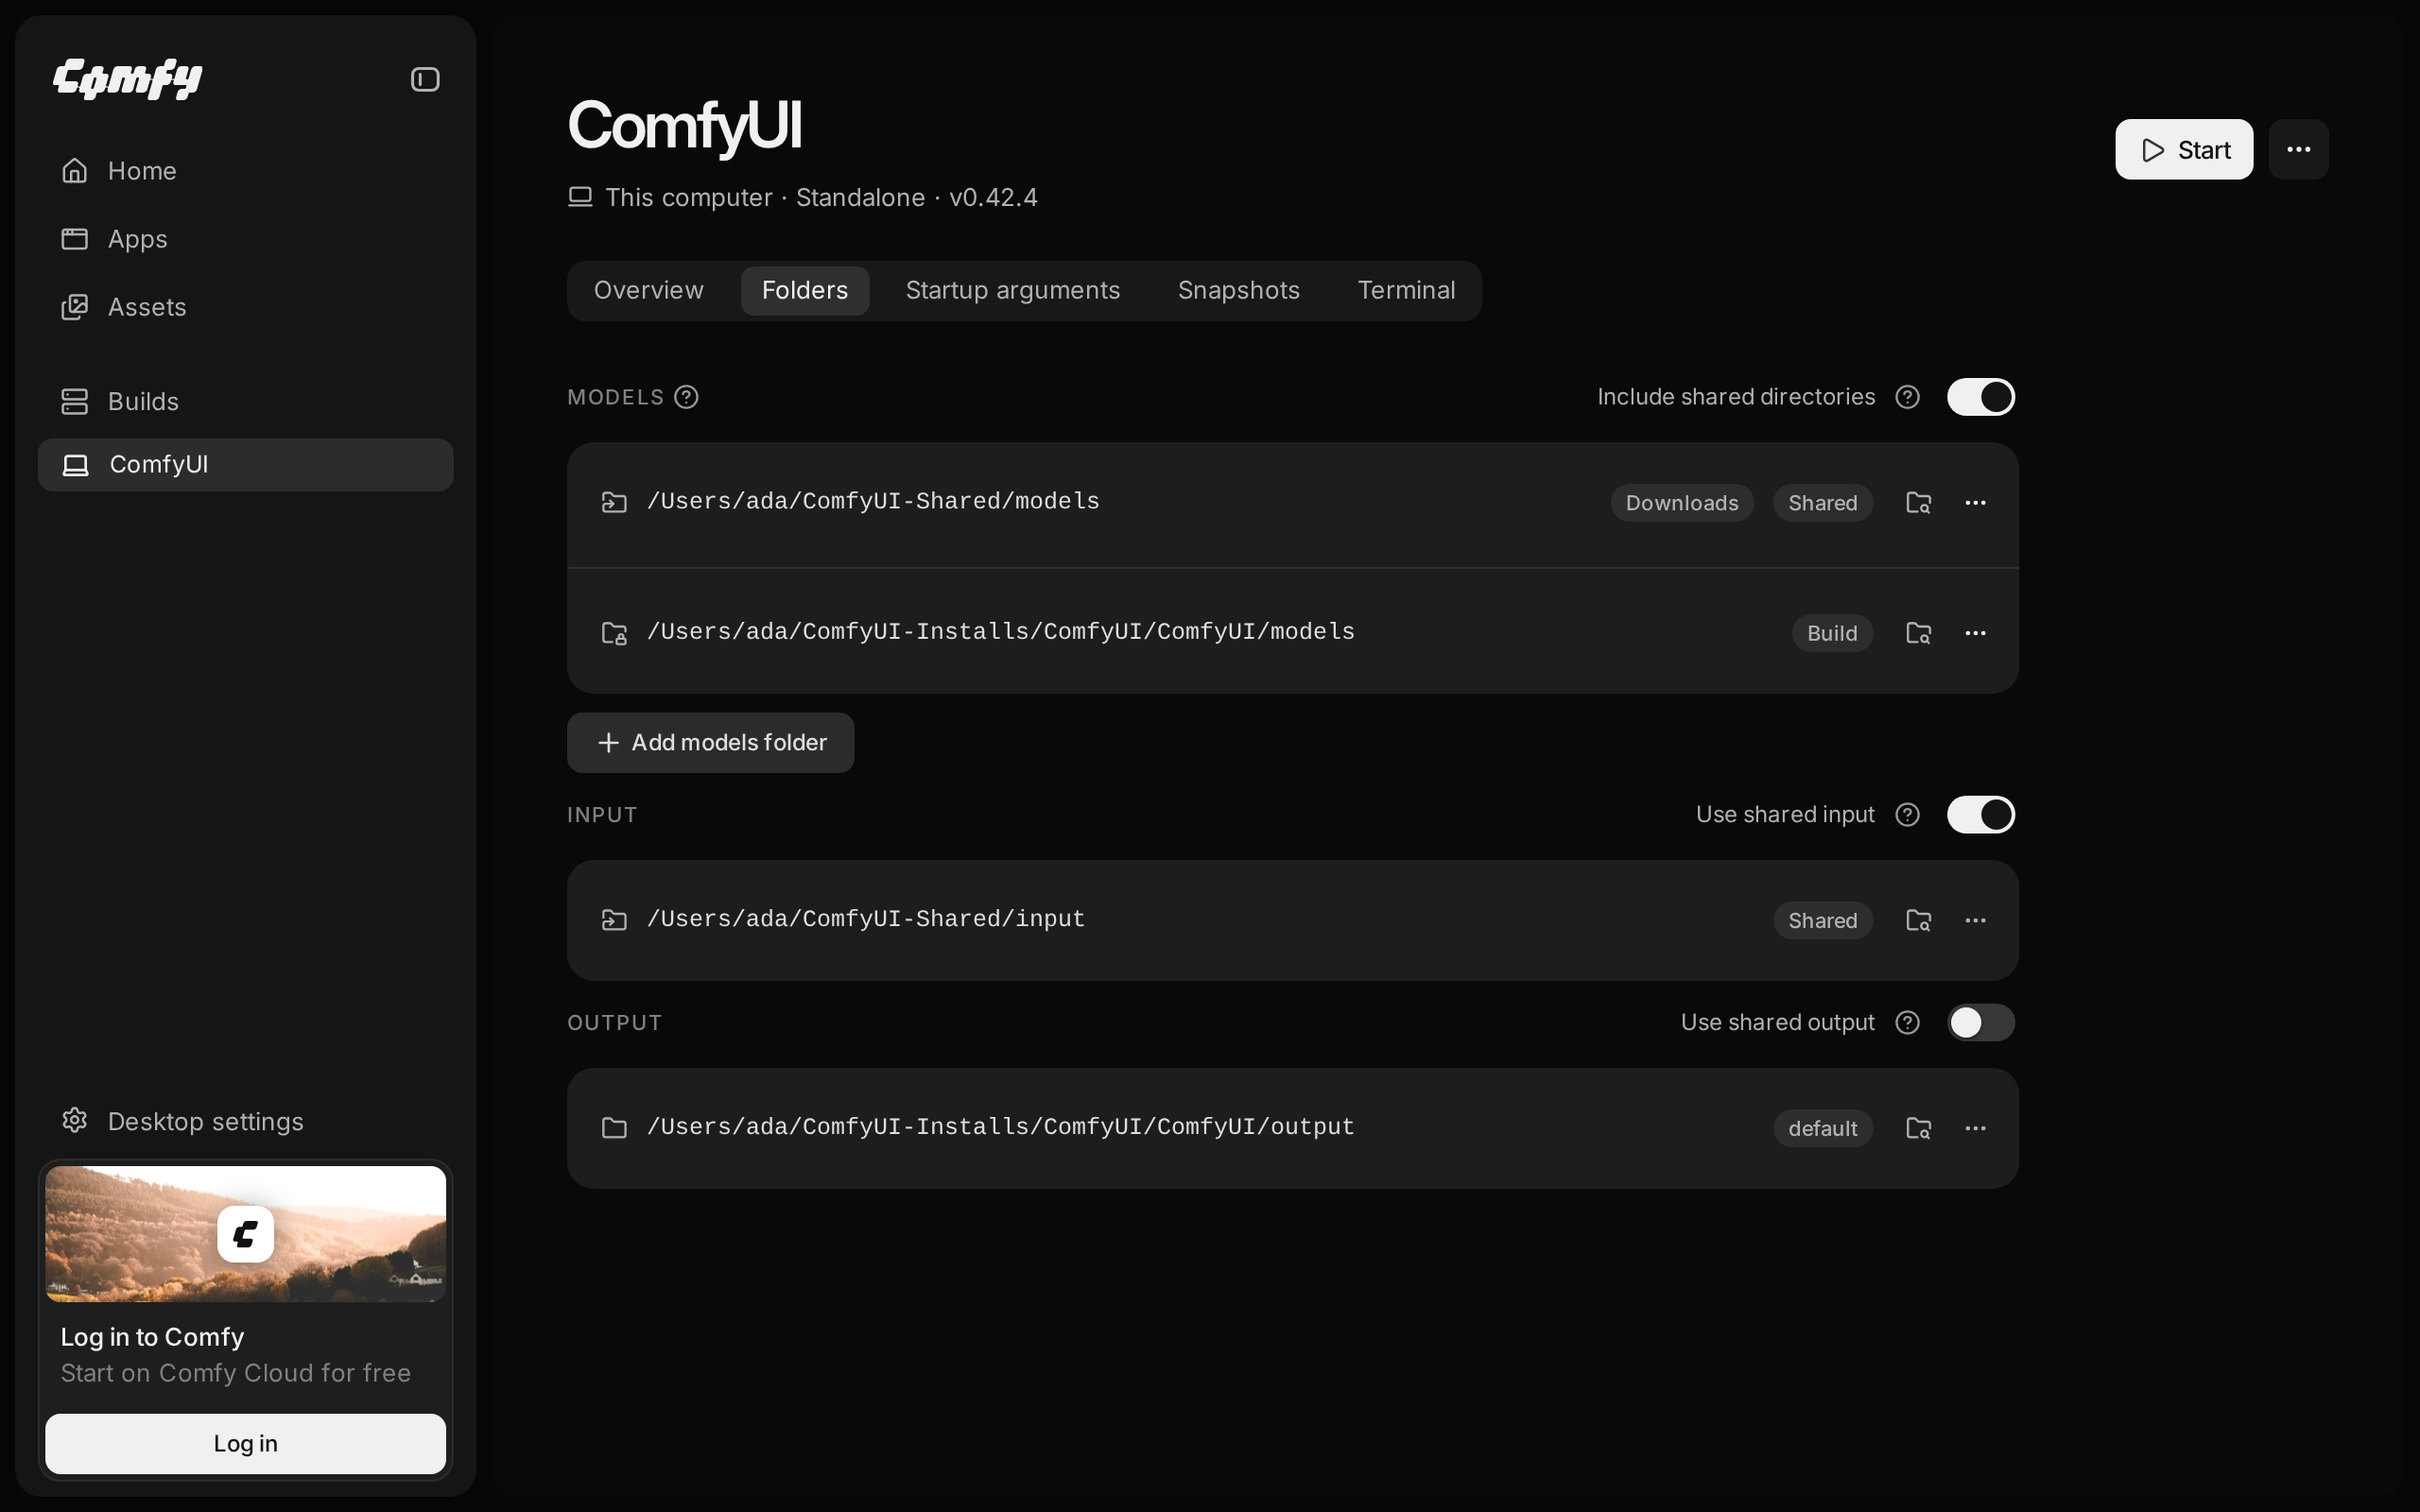 Comfy
Home
Apps
Assets
Builds
ComfyUI
Desktop settings
Log in to Comfy
Start on Comfy Cloud for free
Log in
ComfyUI
This computer · Standalone · v0.42.4
Start
Overview Folders Startup arguments Snapshots Terminal
MODELS Include shared directories
/Users/ada/ComfyUI-Shared/models Downloads Shared
/Users/ada/ComfyUI-Installs/ComfyUI/ComfyUI/models Build
Add models folder
INPUT Use shared input
/Users/ada/ComfyUI-Shared/input Shared
OUTPUT Use shared output
/Users/ada/ComfyUI-Installs/ComfyUI/ComfyUI/output default